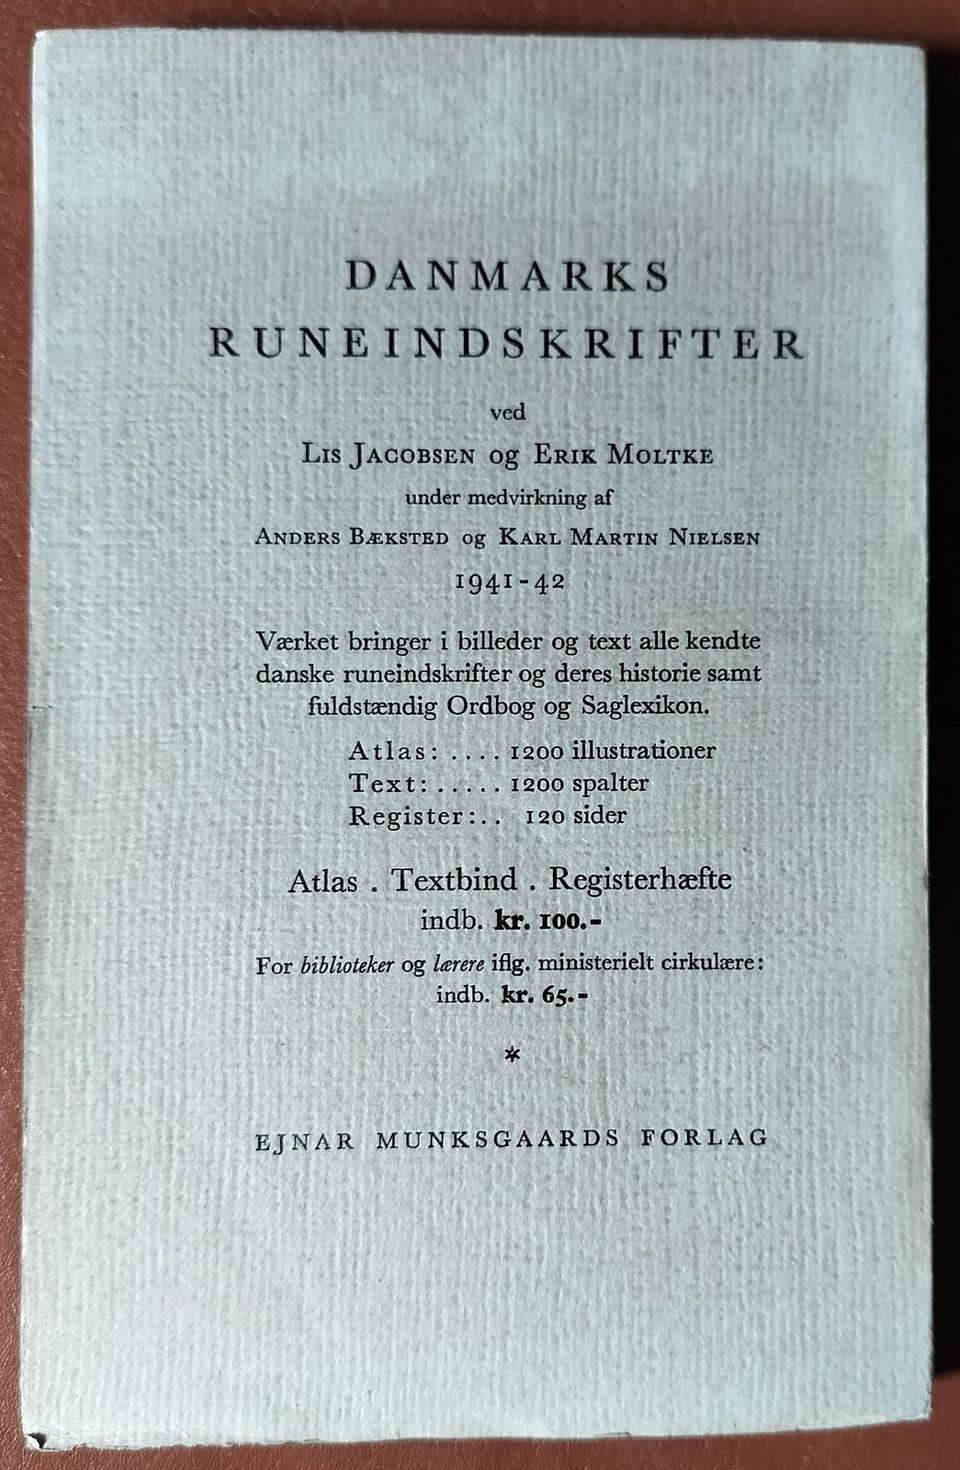 DANMARKS
RUNEINDSKRIFTER
ved
LIS JACOBSEN og ERIK MOLTKE
under medvirkning af
ANDERS BÆKSTED og KARL MARTIN NIELSEN
1941-42
Værket bringer i billeder og text alle kendte
danske runeindskrifter og deres historie samt
fuldstændig Ordbog og Saglexikon.
Atlas: .... 1200 illustrationer
Text: ..... 1200 spalter
Register: .. 120 sider
Atlas . Textbind . Registerhæfte
indb. kr. 100.-
For biblioteker og lærere iflg. ministerielt cirkulære:
indb. kr. 65.-
*
EJNAR MUNKSGAARDS FORLAG